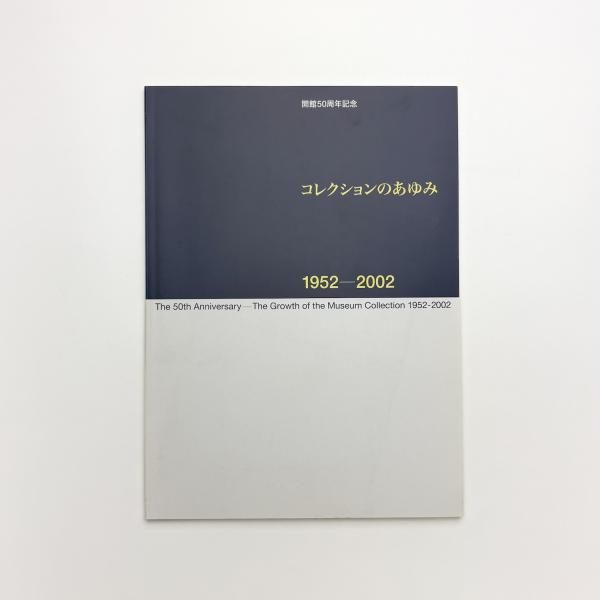 開館50周年記念
コレクションのあゆみ
1952—2002
The 50th Anniversary—The Growth of the Museum Collection 1952-2002